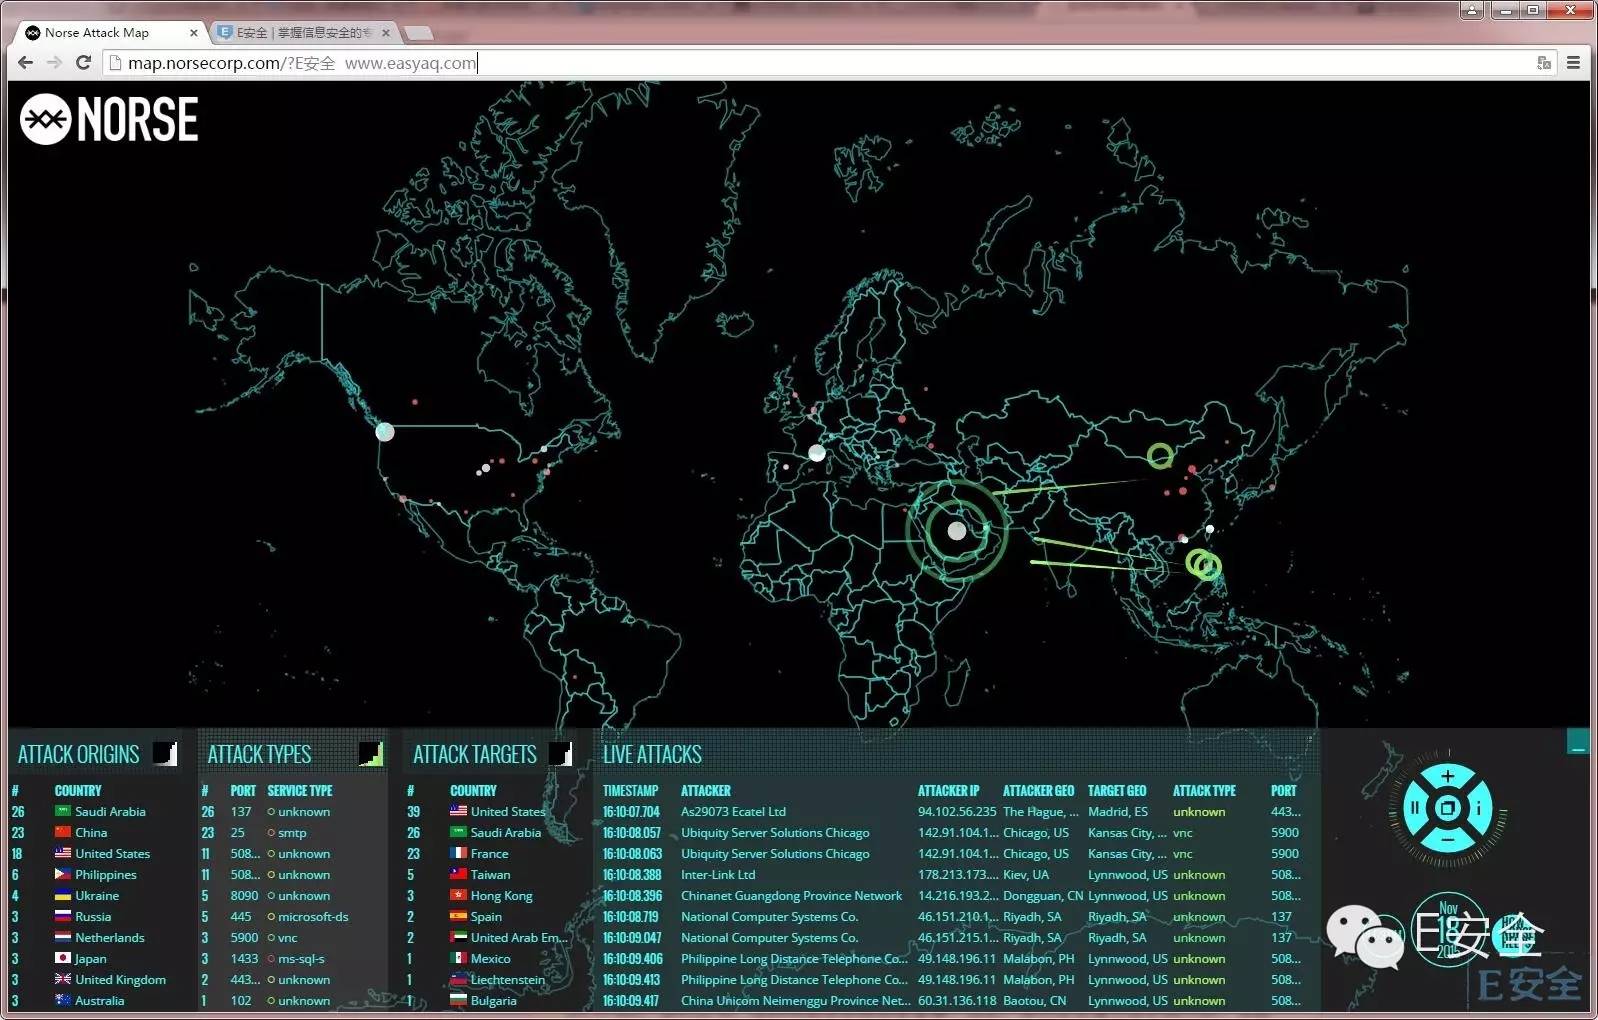 Norse Attack Map
E安全 | 掌握信息安全的专
map.norsecorp.com/?E安全 www.easyaq.com
NORSE
ATTACK ORIGINS
# COUNTRY
26 Saudi Arabia
23 China
18 United States
6 Philippines
4 Ukraine
3 Russia
3 Netherlands
3 Japan
3 United Kingdom
3 Australia
ATTACK TYPES
# PORT SERVICE TYPE
26 137 unknown
23 25 smtp
11 508... unknown
11 508... unknown
5 8090 unknown
5 445 microsoft-ds
3 5900 vnc
3 1433 ms-sql-s
2 443... unknown
1 102 unknown
ATTACK TARGETS
# COUNTRY
39 United States
26 Saudi Arabia
23 France
5 Taiwan
3 Hong Kong
2 Spain
2 United Arab Em...
1 Mexico
1 Liechtenstein
1 Bulgaria
LIVE ATTACKS
TIMESTAMP ATTACKER ATTACKER IP ATTACKER GEO TARGET GEO ATTACK TYPE PORT
16:10:07.704 As29073 Ecatel Ltd 94.102.56.235 The Hague, ... Madrid, ES unknown 443...
16:10:08.057 Ubiquity Server Solutions Chicago 142.91.104.1... Chicago, US Kansas City, ... vnc 5900
16:10:08.063 Ubiquity Server Solutions Chicago 142.91.104.1... Chicago, US Kansas City, ... vnc 5900
16:10:08.388 Inter-Link Ltd 178.213.173.... Kiev, UA Lynnwood, US unknown 508...
16:10:08.396 Chinanet Guangdong Province Network 14.216.193.2... Dongguan, CN Lynnwood, US unknown 508...
16:10:08.719 National Computer Systems Co. 46.151.210.1... Riyadh, SA Riyadh, SA unknown 137
16:10:09.047 National Computer Systems Co. 46.151.215.1... Riyadh, SA Riyadh, SA unknown 137
16:10:09.406 Philippine Long Distance Telephone Co... 49.148.196.11 Malabon, PH Lynnwood, US unknown 508...
16:10:09.413 Philippine Long Distance Telephone Co... 49.148.196.11 Malabon, PH Lynnwood, US unknown 508...
16:10:09.417 China Unicom Neimenggu Province Net... 60.31.136.118 Baotou, CN Lynnwood, US unknown 508...
Nov
18
E安全
E安全